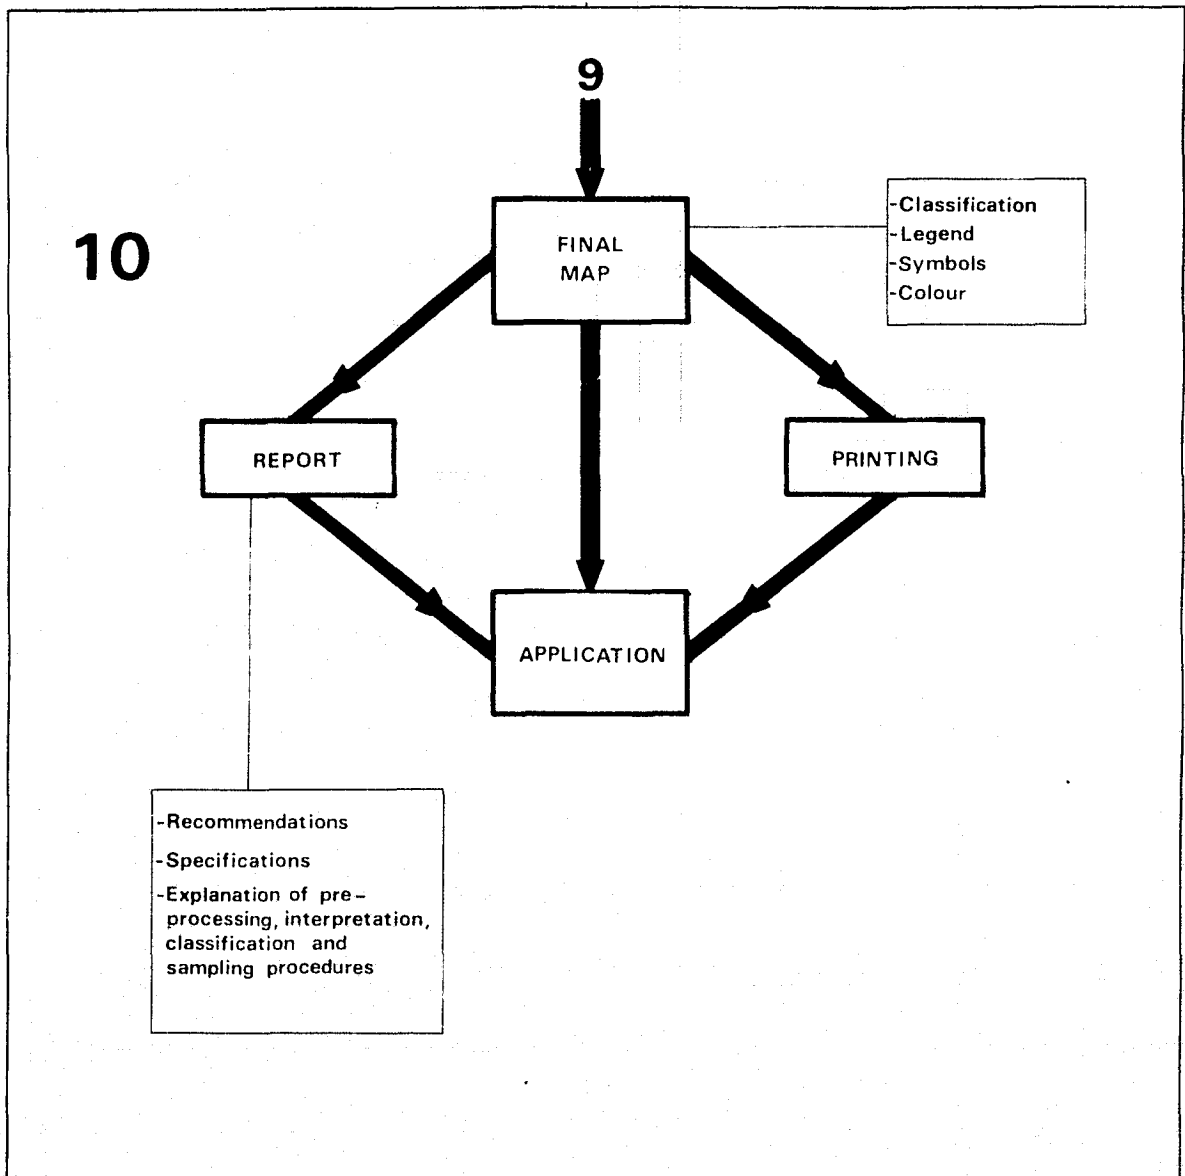 9
10
FINAL
MAP
-Classification
-Legend
-Symbols
-Colour
REPORT
PRINTING
APPLICATION
-Recommendations
-Specifications
-Explanation of pre-
processing, interpretation,
classification and
sampling procedures